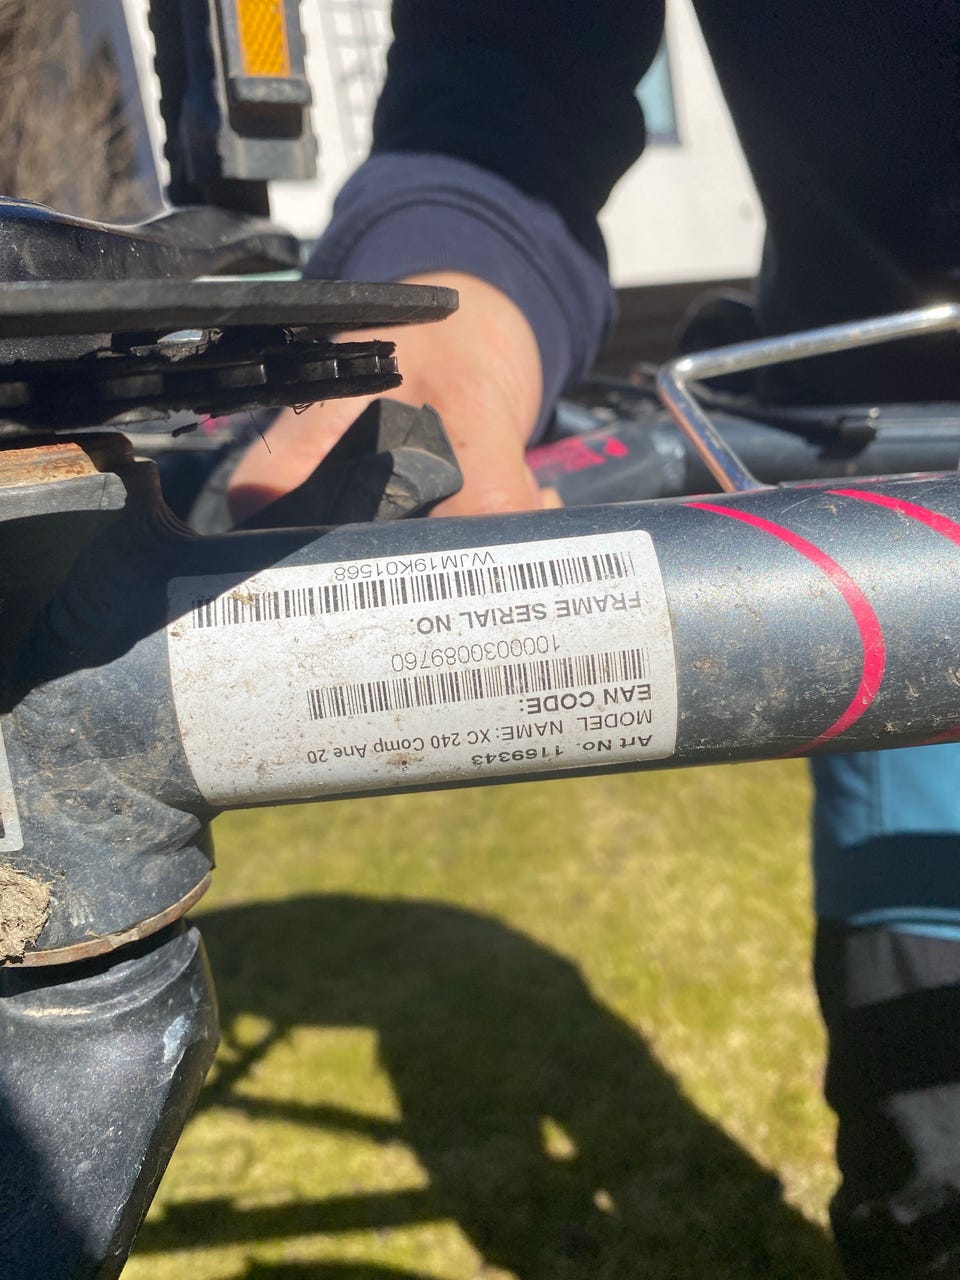 Art No. 1169343
MODEL NAME: XC 240 Comp Ane 20
EAN CODE:
1000030089760
FRAME SERIAL NO.
WJM19K01568